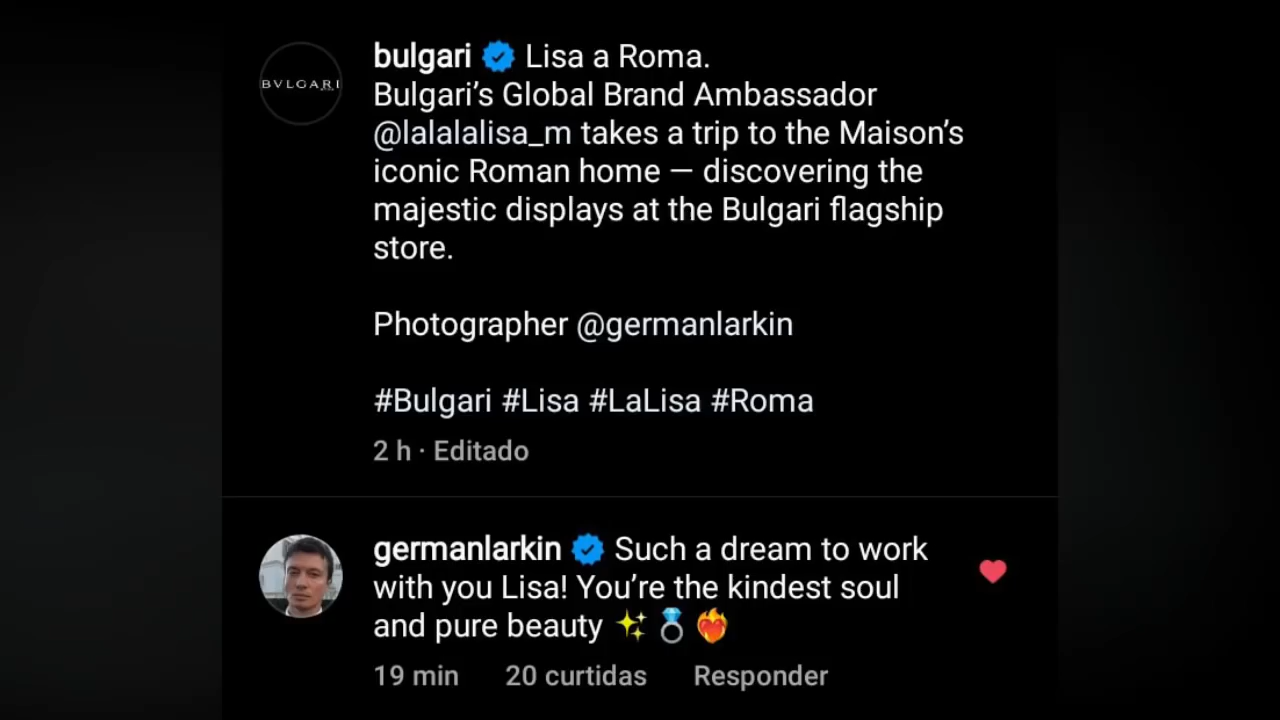 BVLGARI
bulgari Lisa a Roma.
Bulgari’s Global Brand Ambassador
@lalalalisa_m takes a trip to the Maison’s
iconic Roman home — discovering the
majestic displays at the Bulgari flagship
store.
Photographer @germanlarkin
#Bulgari #Lisa #LaLisa #Roma
2 h · Editado
germanlarkin Such a dream to work
with you Lisa! You’re the kindest soul
and pure beauty ✨💍❤️‍🔥
19 min 20 curtidas Responder